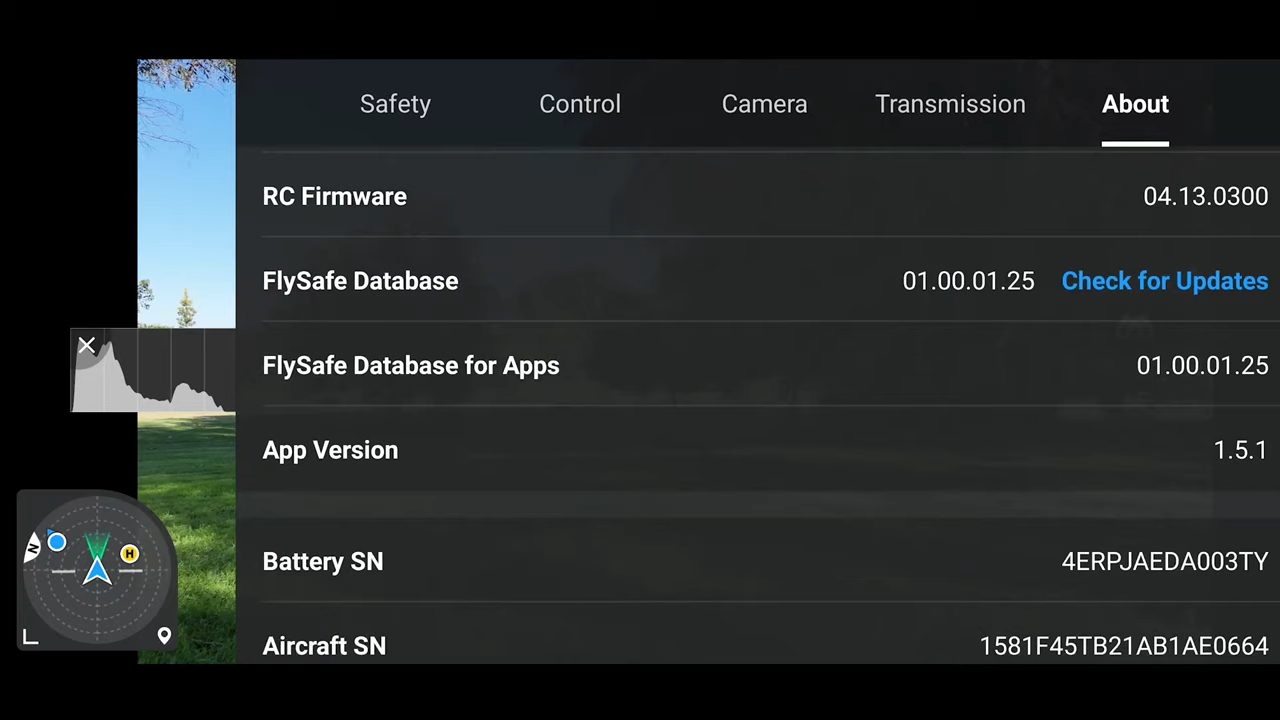 Safety Control Camera Transmission About
RC Firmware 04.13.0300
FlySafe Database 01.00.01.25 Check for Updates
FlySafe Database for Apps 01.00.01.25
App Version 1.5.1
N
H
Battery SN 4ERPJAEDA003TY
Aircraft SN 1581F45TB21AB1AE0664